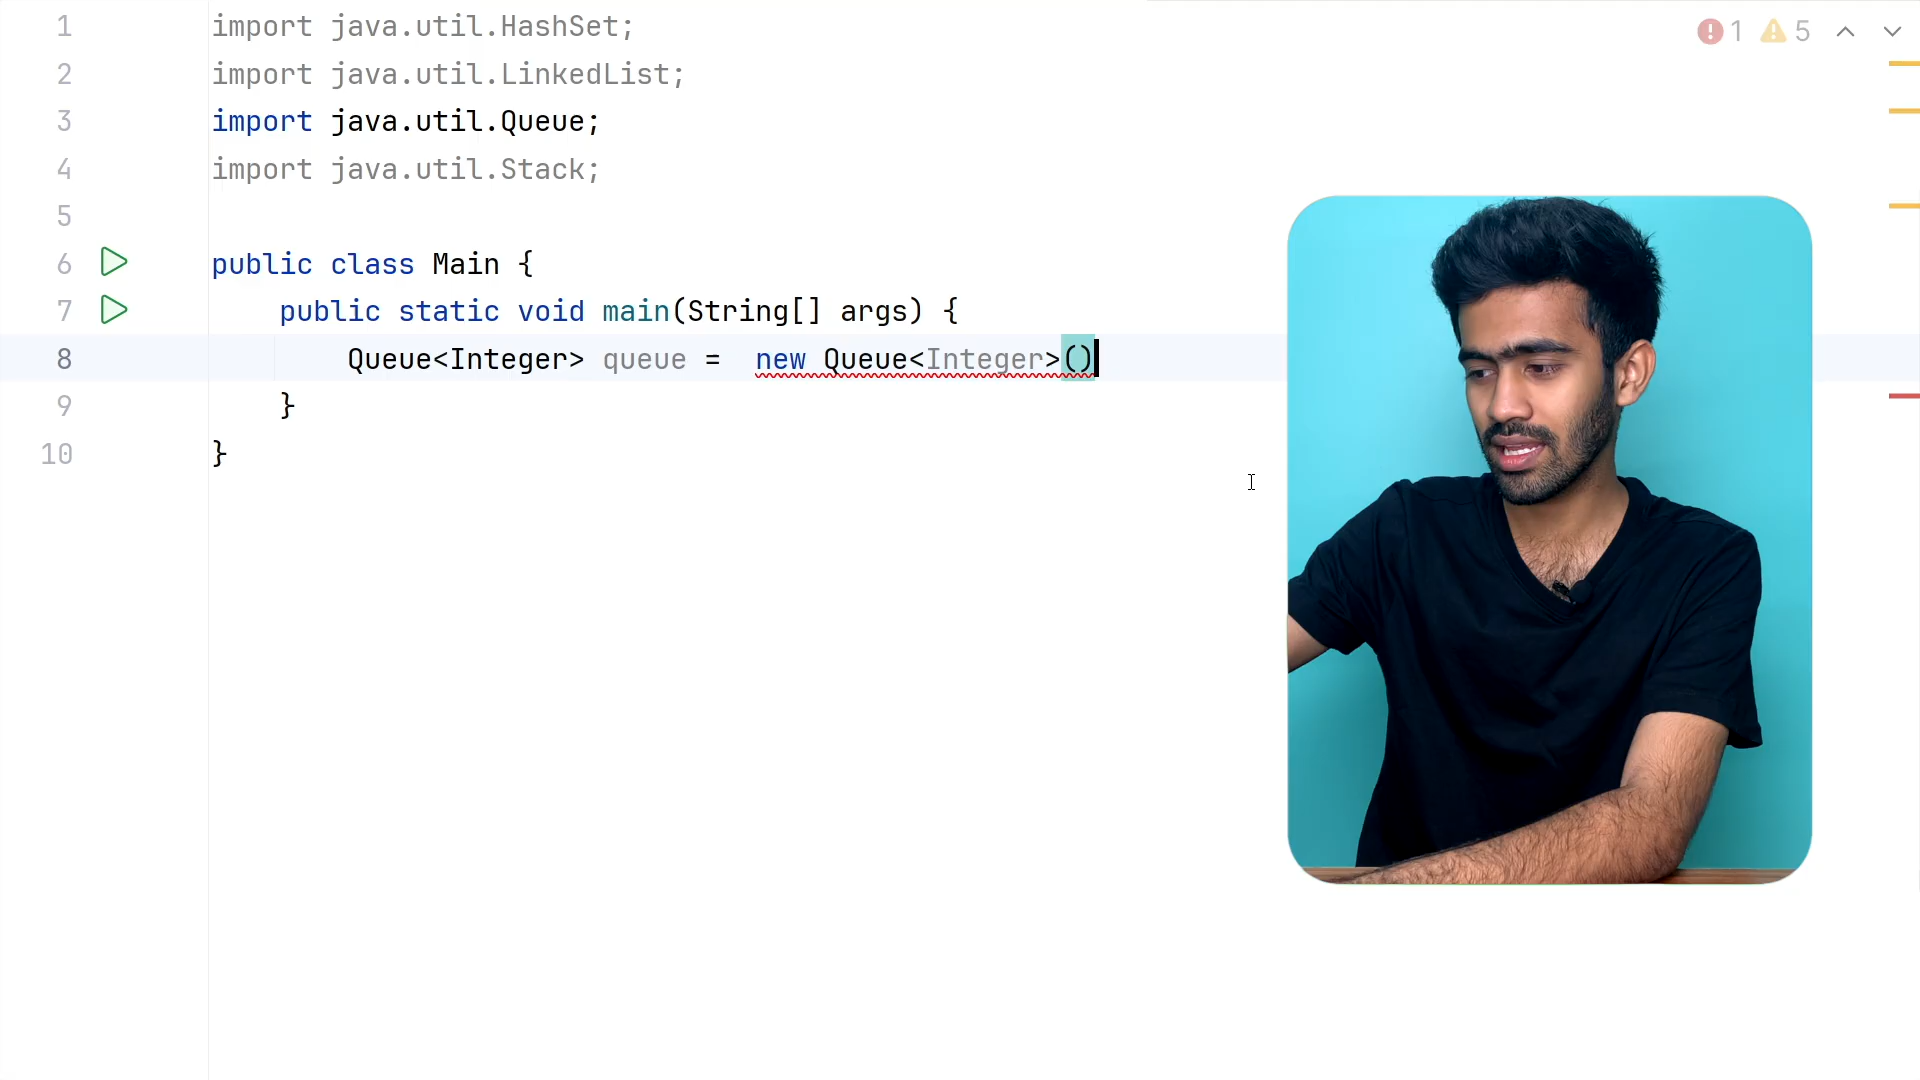 1 import java.util.HashSet;
2 import java.util.LinkedList;
3 import java.util.Queue;
4 import java.util.Stack;
5
6 public class Main {
7 public static void main(String[] args) {
8 Queue<Integer> queue =  new Queue<Integer>()
9 }
10 }
1 5